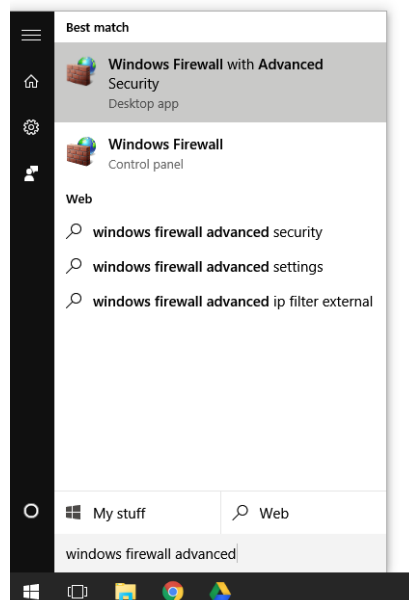 Best match
Windows Firewall with Advanced
Security
Desktop app
Windows Firewall
Control panel
Web
windows firewall advanced security
windows firewall advanced settings
windows firewall advanced ip filter external
My stuff
Web
windows firewall advanced